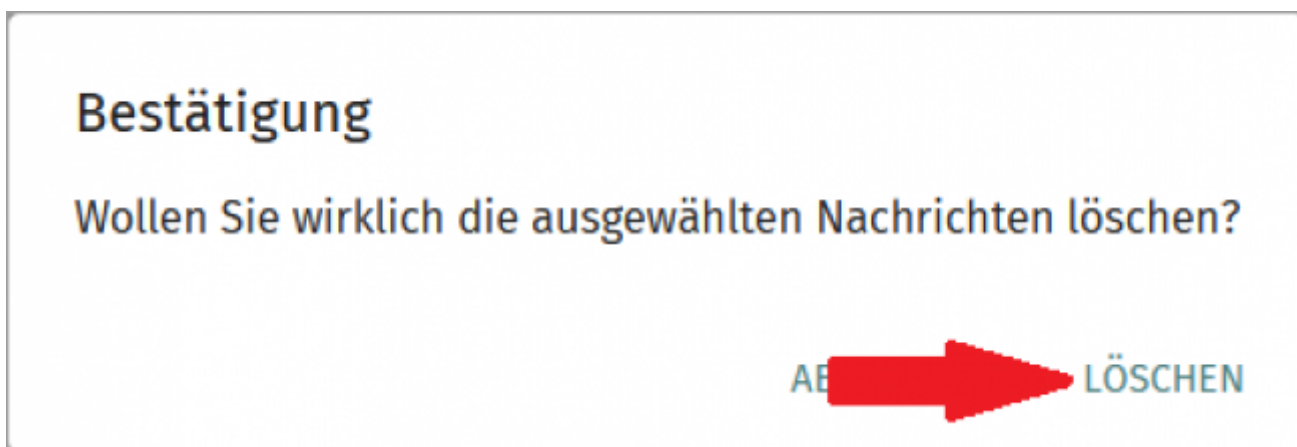 Bestätigung
Wollen Sie wirklich die ausgewählten Nachrichten löschen?
LÖSCHEN